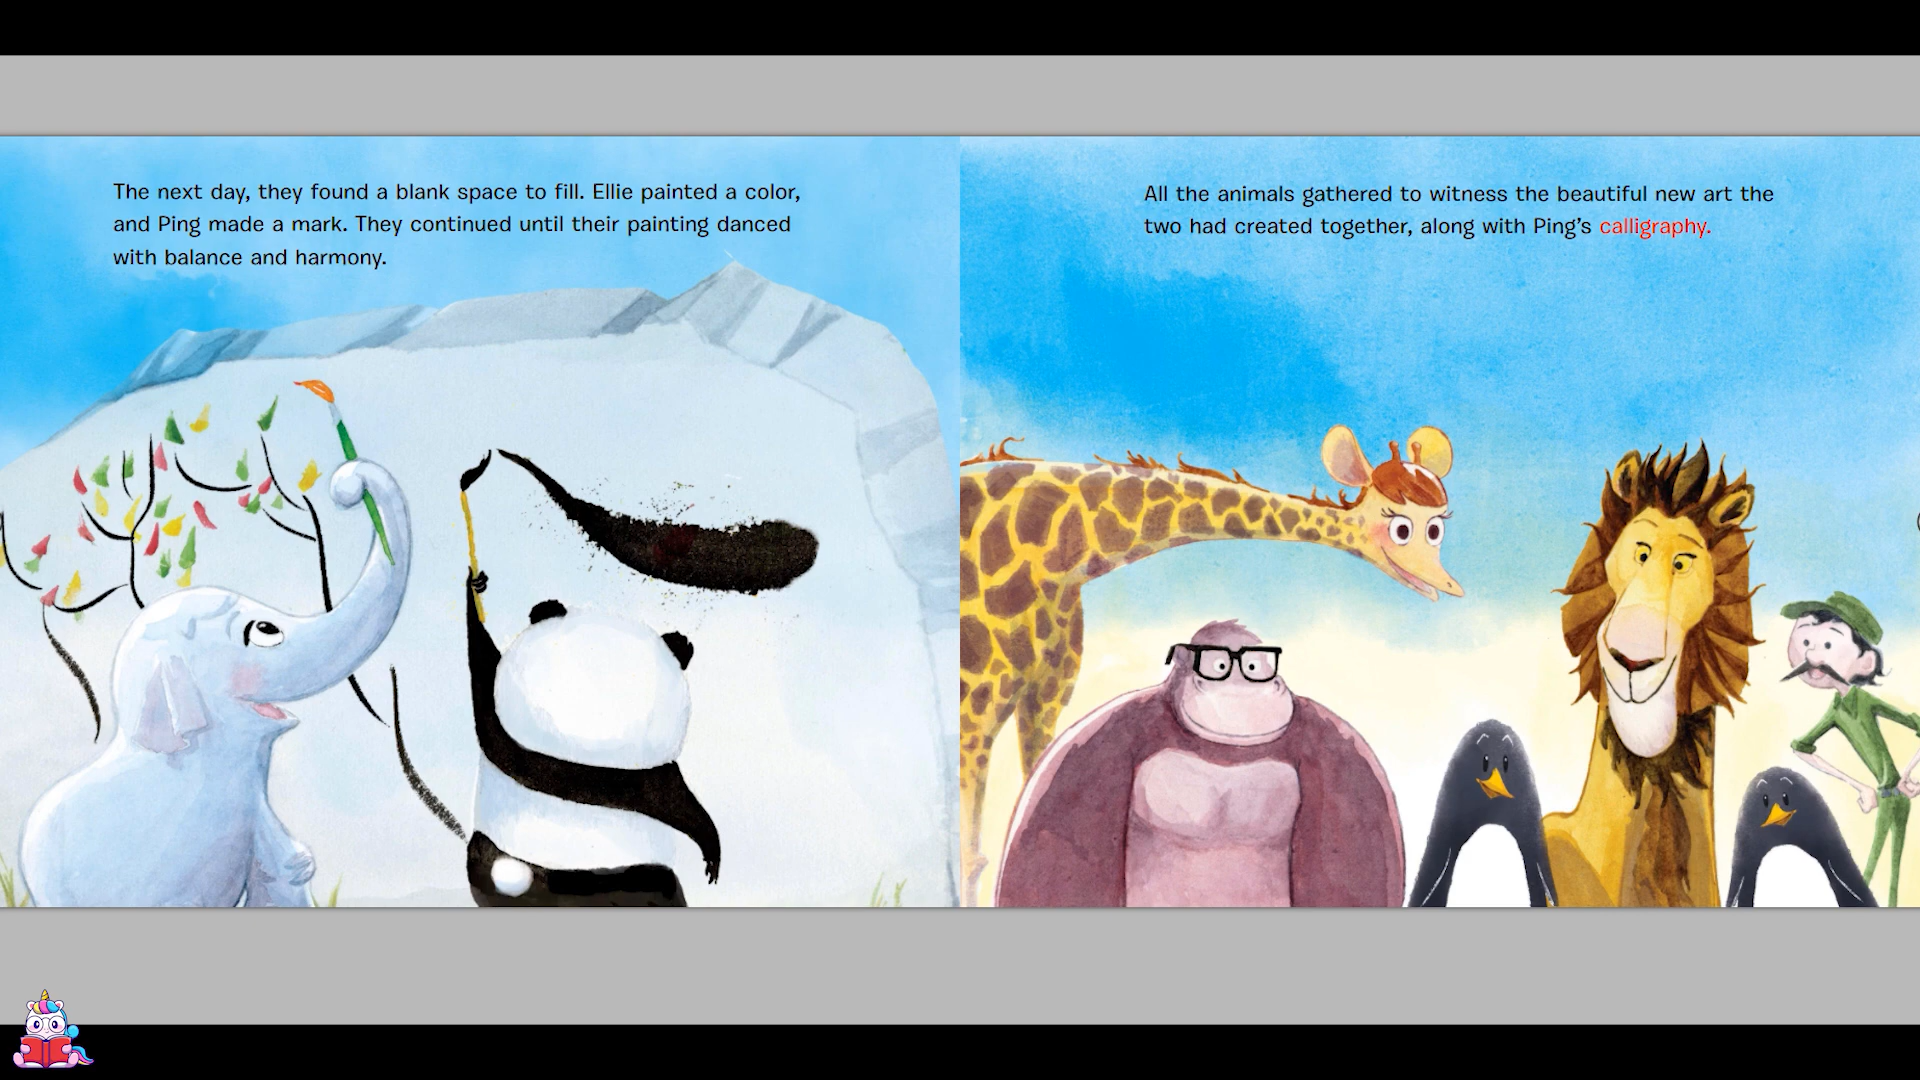 The next day, they found a blank space to fill. Ellie painted a color,
and Ping made a mark. They continued until their painting danced
with balance and harmony.
All the animals gathered to witness the beautiful new art the
two had created together, along with Ping’s calligraphy.